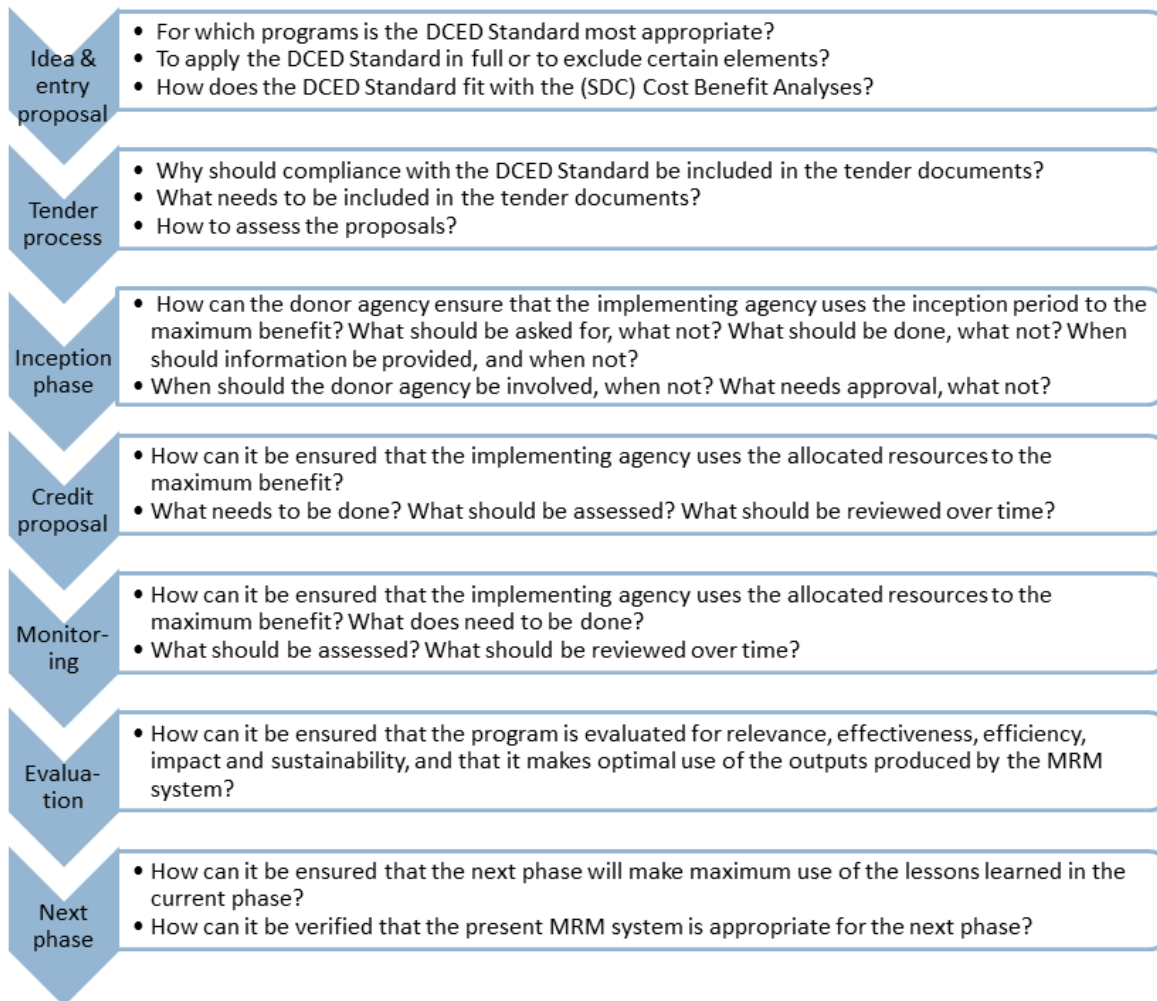 Idea &
entry
proposal
• For which programs is the DCED Standard most appropriate?
• To apply the DCED Standard in full or to exclude certain elements?
• How does the DCED Standard fit with the (SDC) Cost Benefit Analyses?
Tender
process
• Why should compliance with the DCED Standard be included in the tender documents?
• What needs to be included in the tender documents?
• How to assess the proposals?
Inception
phase
• How can the donor agency ensure that the implementing agency uses the inception period to the
maximum benefit? What should be asked for, what not? What should be done, what not? When
should information be provided, and when not?
• When should the donor agency be involved, when not? What needs approval, what not?
Credit
proposal
• How can it be ensured that the implementing agency uses the allocated resources to the
maximum benefit?
• What needs to be done? What should be assessed? What should be reviewed over time?
Monitor-
ing
• How can it be ensured that the implementing agency uses the allocated resources to the
maximum benefit? What does need to be done?
• What should be assessed? What should be reviewed over time?
Evalua-
tion
• How can it be ensured that the program is evaluated for relevance, effectiveness, efficiency,
impact and sustainability, and that it makes optimal use of the outputs produced by the MRM
system?
Next
phase
• How can it be ensured that the next phase will make maximum use of the lessons learned in the
current phase?
• How can it be verified that the present MRM system is appropriate for the next phase?